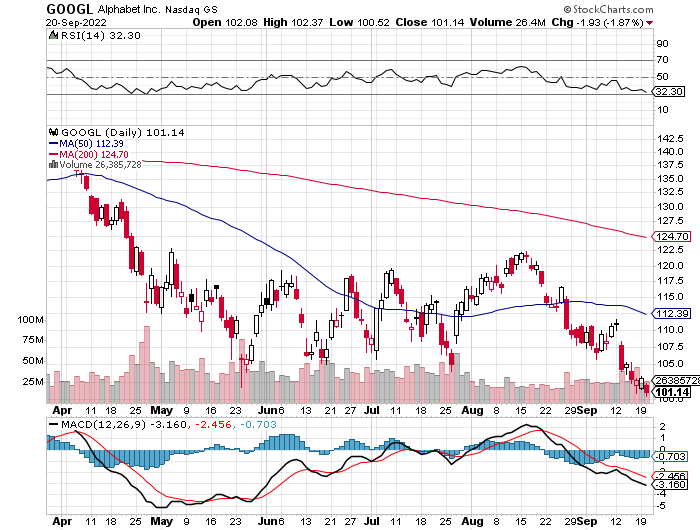 GOOGL Alphabet Inc. Nasdaq GS © StockCharts.com
20-Sep-2022 Open 102.08 High 102.37 Low 100.52 Close 101.14 Volume 26.4M Chg -1.93 (-1.87%)
RSI(14) 32.30
90
70
50
32.30
10
GOOGL (Daily) 101.14
MA(50) 112.39
MA(200) 124.70
Volume 26,385,728
142.5
140.0
137.5
135.0
132.5
130.0
127.5
124.70
122.5
120.0
117.5
115.0
112.39
110.0
107.5
105.0
26385728
101.14
100.0
100M
75M
50M
25M
Apr 11 18 25 May 9 16 23 Jun 6 13 21 27 Jul 11 18 25 Aug 8 15 22 29 Sep 12 19
MACD(12,26,9) -3.160, -2.456, -0.703
2
1
0
-0.703
-2.456
-3.160
-4
-5
Apr 11 18 25 May 9 16 23 Jun 6 13 21 27 Jul 11 18 25 Aug 8 15 22 29 Sep 12 19